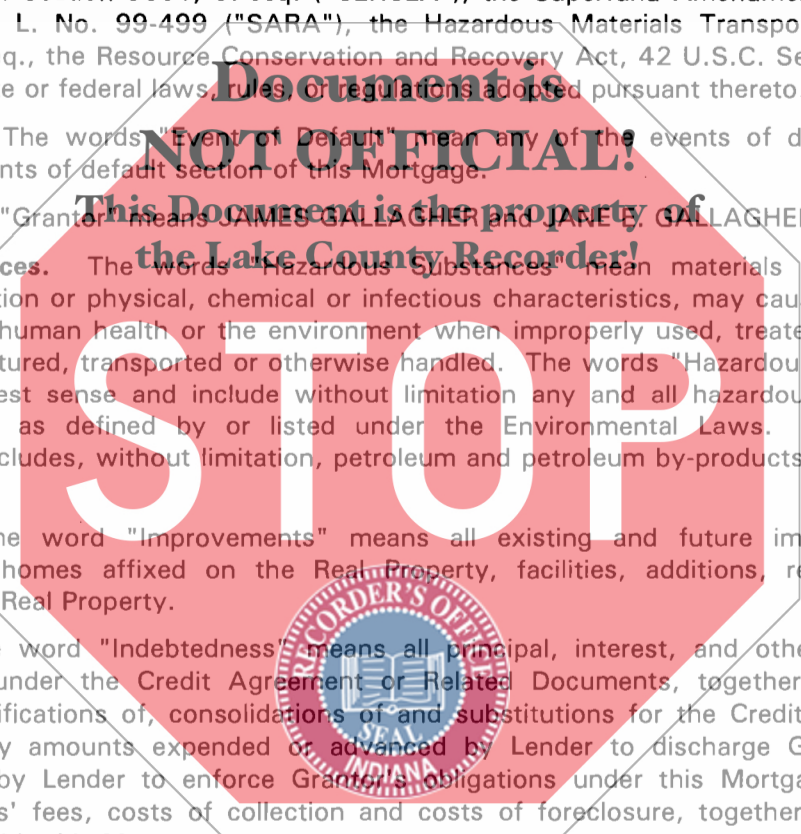 L. No. 99-499 ("SARA"), the Hazardous Materials Transpo
q., the Resource Conservation and Recovery Act, 42 U.S.C. Se
e or federal laws, rules, or regulations adopted pursuant thereto
Document is
The words "Event of Default" mean any of the events of d
NOT OFFICIAL!
nts of default section of this Mortgage.
This Document is the property of
"Grantor" means JAMES GALLAGHER and JANE E. GALLAGHER
the Lake County Recorder!
ces. The words "Hazardous Substances" mean materials
ion or physical, chemical or infectious characteristics, may cau
human health or the environment when improperly used, treate
tured, transported or otherwise handled. The words "Hazardou
est sense and include without limitation any and all hazardou
as defined by or listed under the Environmental Laws.
cludes, without limitation, petroleum and petroleum by-products
STOP
he word "Improvements" means all existing and future im
homes affixed on the Real Property, facilities, additions, re
Real Property.
RECORDER'S OFFICE
SEAL
INDIANA
e word "Indebtedness" means all principal, interest, and othe
under the Credit Agreement or Related Documents, together
ifications of, consolidations of and substitutions for the Credit
y amounts expended or advanced by Lender to discharge G
by Lender to enforce Grantor's obligations under this Mortga
s' fees, costs of collection and costs of foreclosure, together